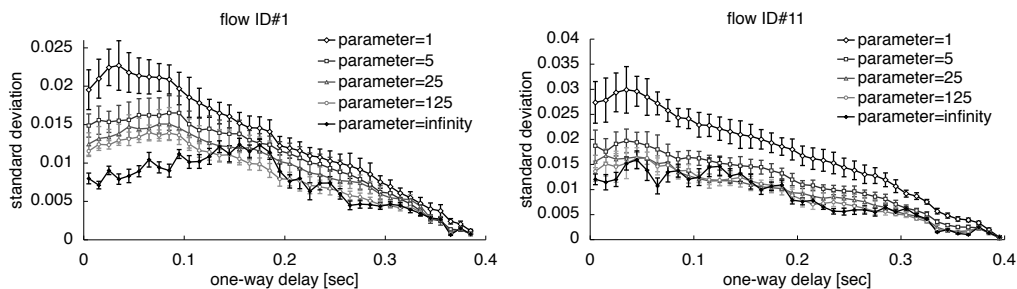 flow ID#1
0.025
0.02
0.015
0.01
0.005
0
standard deviation
0
0.1
0.2
0.3
0.4
one-way delay [sec]
parameter=1
parameter=5
parameter=25
parameter=125
parameter=infinity
flow ID#11
0.04
0.035
0.03
0.025
0.02
0.015
0.01
0.005
0
standard deviation
0
0.1
0.2
0.3
0.4
one-way delay [sec]
parameter=1
parameter=5
parameter=25
parameter=125
parameter=infinity